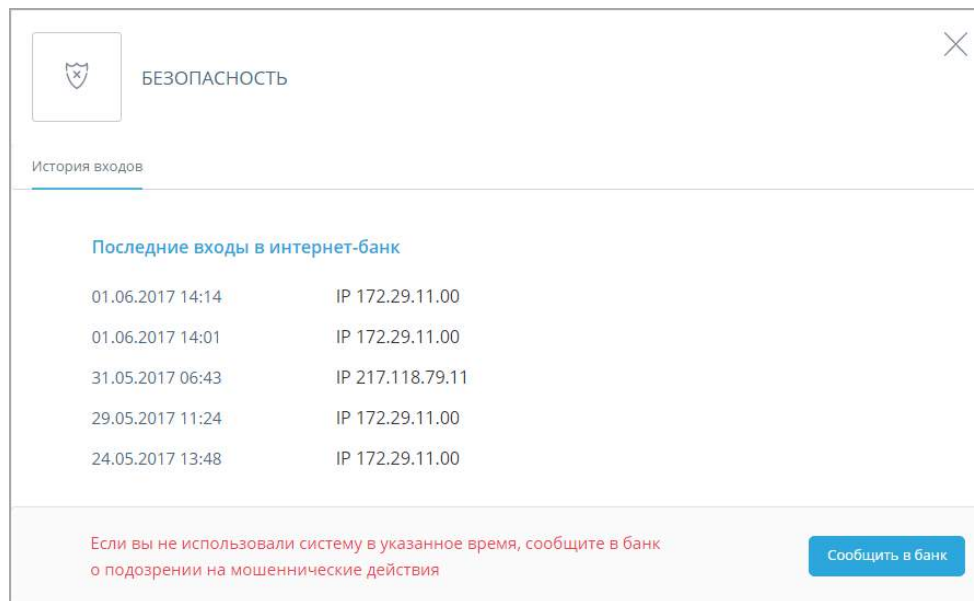 БЕЗОПАСНОСТЬ
История входов
Последние входы в интернет-банк
01.06.2017 14:14 IP 172.29.11.00
01.06.2017 14:01 IP 172.29.11.00
31.05.2017 06:43 IP 217.118.79.11
29.05.2017 11:24 IP 172.29.11.00
24.05.2017 13:48 IP 172.29.11.00
Если вы не использовали систему в указанное время, сообщите в банк
о подозрении на мошеннические действия
Сообщить в банк